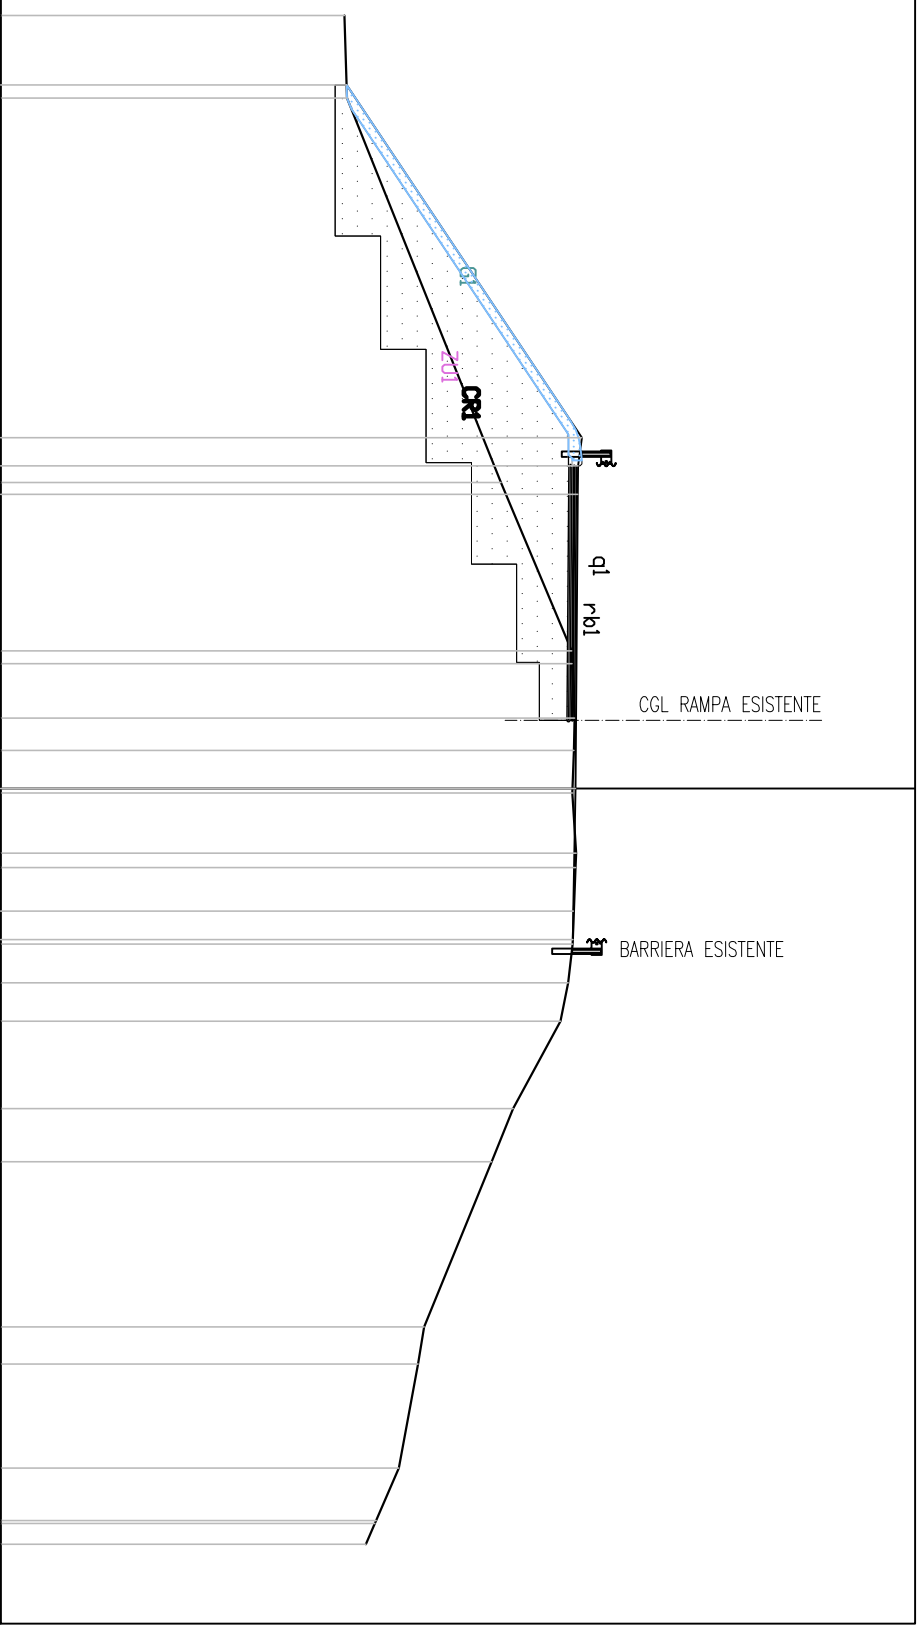 G1
ZU1
CR1
q1
rb1
CGL RAMPA ESISTENTE
BARRIERA ESISTENTE